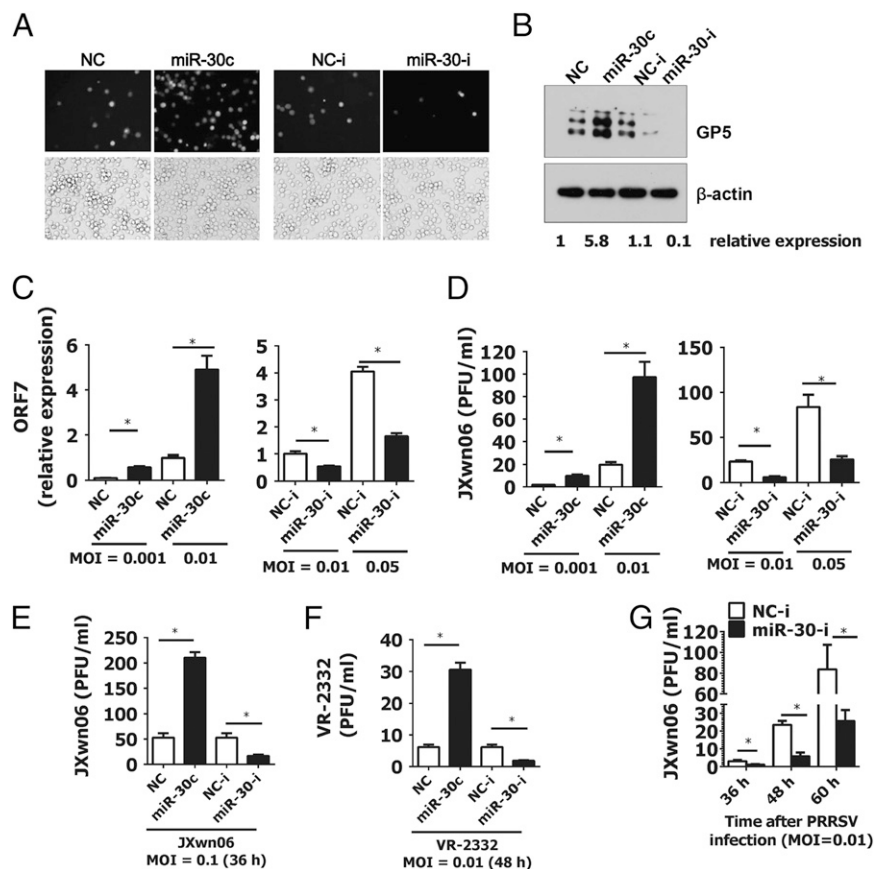 A
NC miR-30c NC-i miR-30-i
B
NC miR-30c NC-i miR-30-i
GP5
β-actin
1 5.8 1.1 0.1 relative expression
C
ORF7
(relative expression)
6
4
2
0
NC miR-30c NC miR-30c
MOI = 0.001 0.01
5
4
3
2
1
0
NC-i miR-30-i NC-i miR-30-i
MOI = 0.01 0.05
* * * *
D
JXwn06 (PFU/ml)
120
100
80
60
40
20
0
NC miR-30c NC miR-30c
MOI = 0.001 0.01
150
100
50
0
NC-i miR-30-i NC-i miR-30-i
MOI = 0.01 0.05
* * * *
E
JXwn06 (PFU/ml)
250
200
150
100
50
0
* *
NC miR-30c NC-i miR-30-i
JXwn06
MOI = 0.1 (36 h)
F
VR-2332
(PFU/ml)
40
30
20
10
0
* *
NC miR-30c NC-i miR-30-i
VR-2332
MOI = 0.01 (48 h)
G
NC-i
miR-30-i
JXwn06 (PFU/ml)
120
100
80
60
40
30
20
10
0
* * *
36 h 48 h 60 h
Time after PRRSV
infection (MOI=0.01)